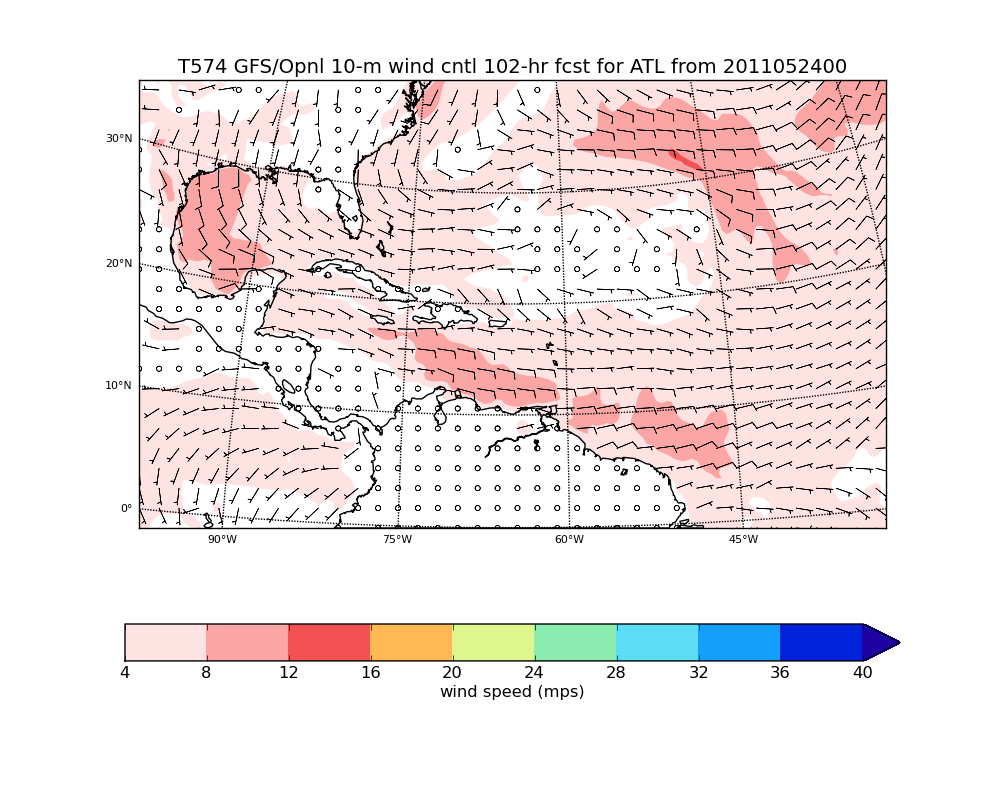 T574 GFS/Opnl 10-m wind cntl 102-hr fcst for ATL from 2011052400
30°N
20°N
10°N
0°
90°W 75°W 60°W 45°W
4 8 12 16 20 24 28 32 36 40
wind speed (mps)